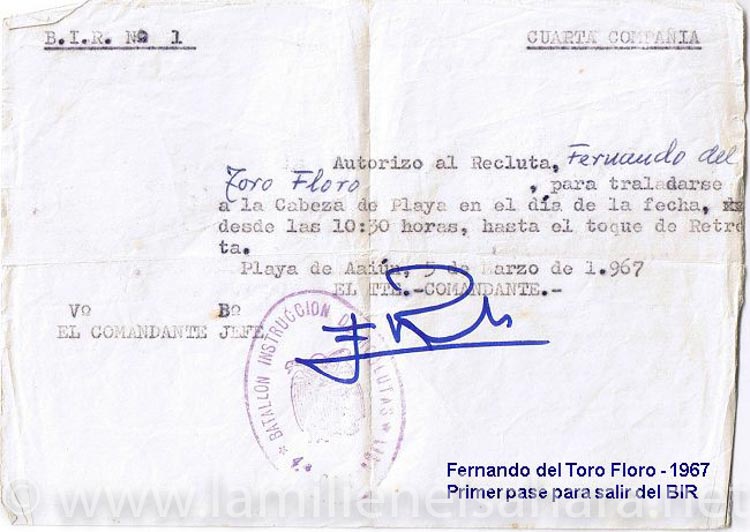 B.I.R. Nº 1
CUARTA COMPAÑIA
Autorizo al Recluta, Fernando del
Toro Floro, para traladarse
a la Cabeza de Playa en el día de la fecha,
desde las 10:30 horas, hasta el toque de Retre
ta.
Playa de Aaiún, 5 de Marzo de 1.967
EL TTE.-COMANDANTE.-
Vº Bº
EL COMANDANTE JEFE
* BATALLON INSTRUCCION DE RECLUTAS *
Fernando del Toro Floro - 1967
Primer pase para salir del BIR
© www.lamilienelsahara.net